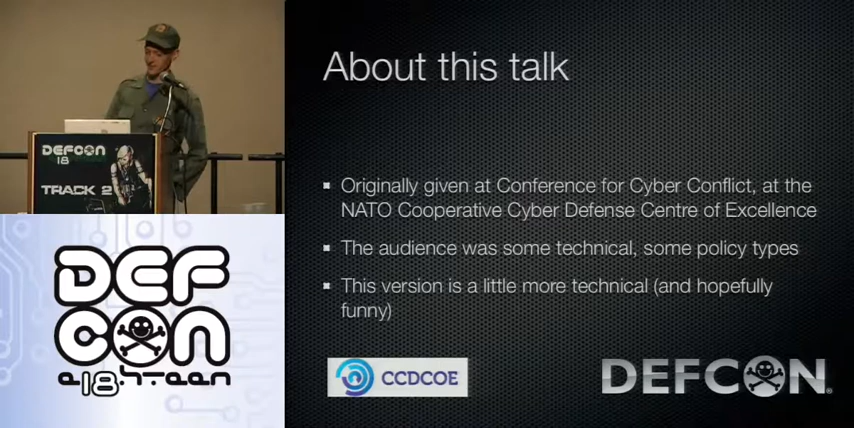 DEFCON
18
TRACK 2
DEF
CON
e18hteen
About this talk
Originally given at Conference for Cyber Conflict, at the
NATO Cooperative Cyber Defense Centre of Excellence
The audience was some technical, some policy types
This version is a little more technical (and hopefully
funny)
CCDCOE
DEFCON®